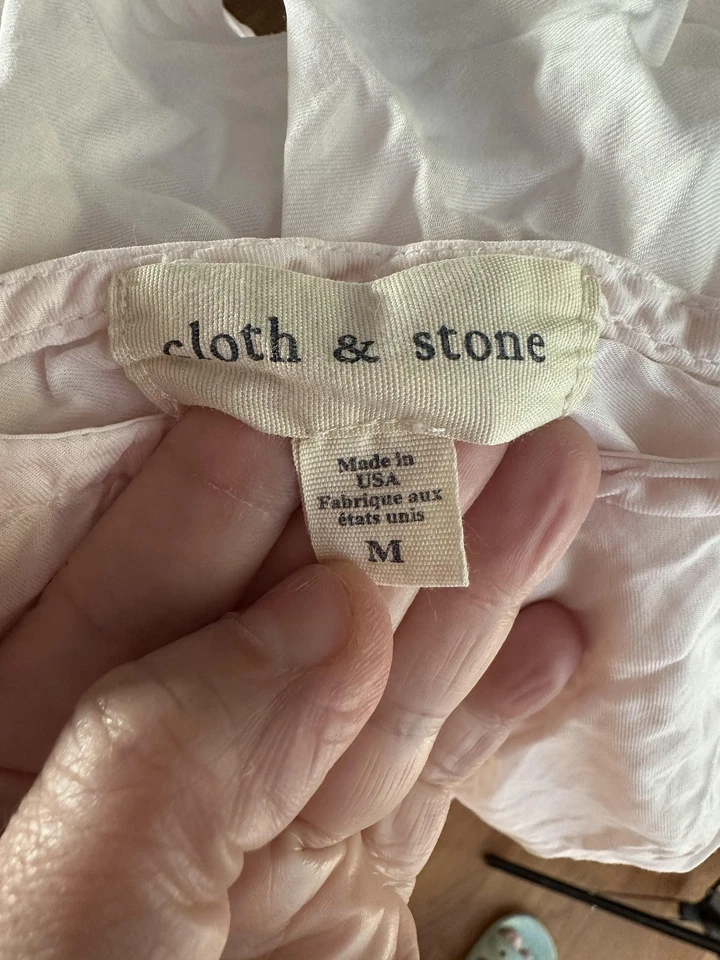 cloth & stone
Made in
USA
Fabrique aux
états unis
M